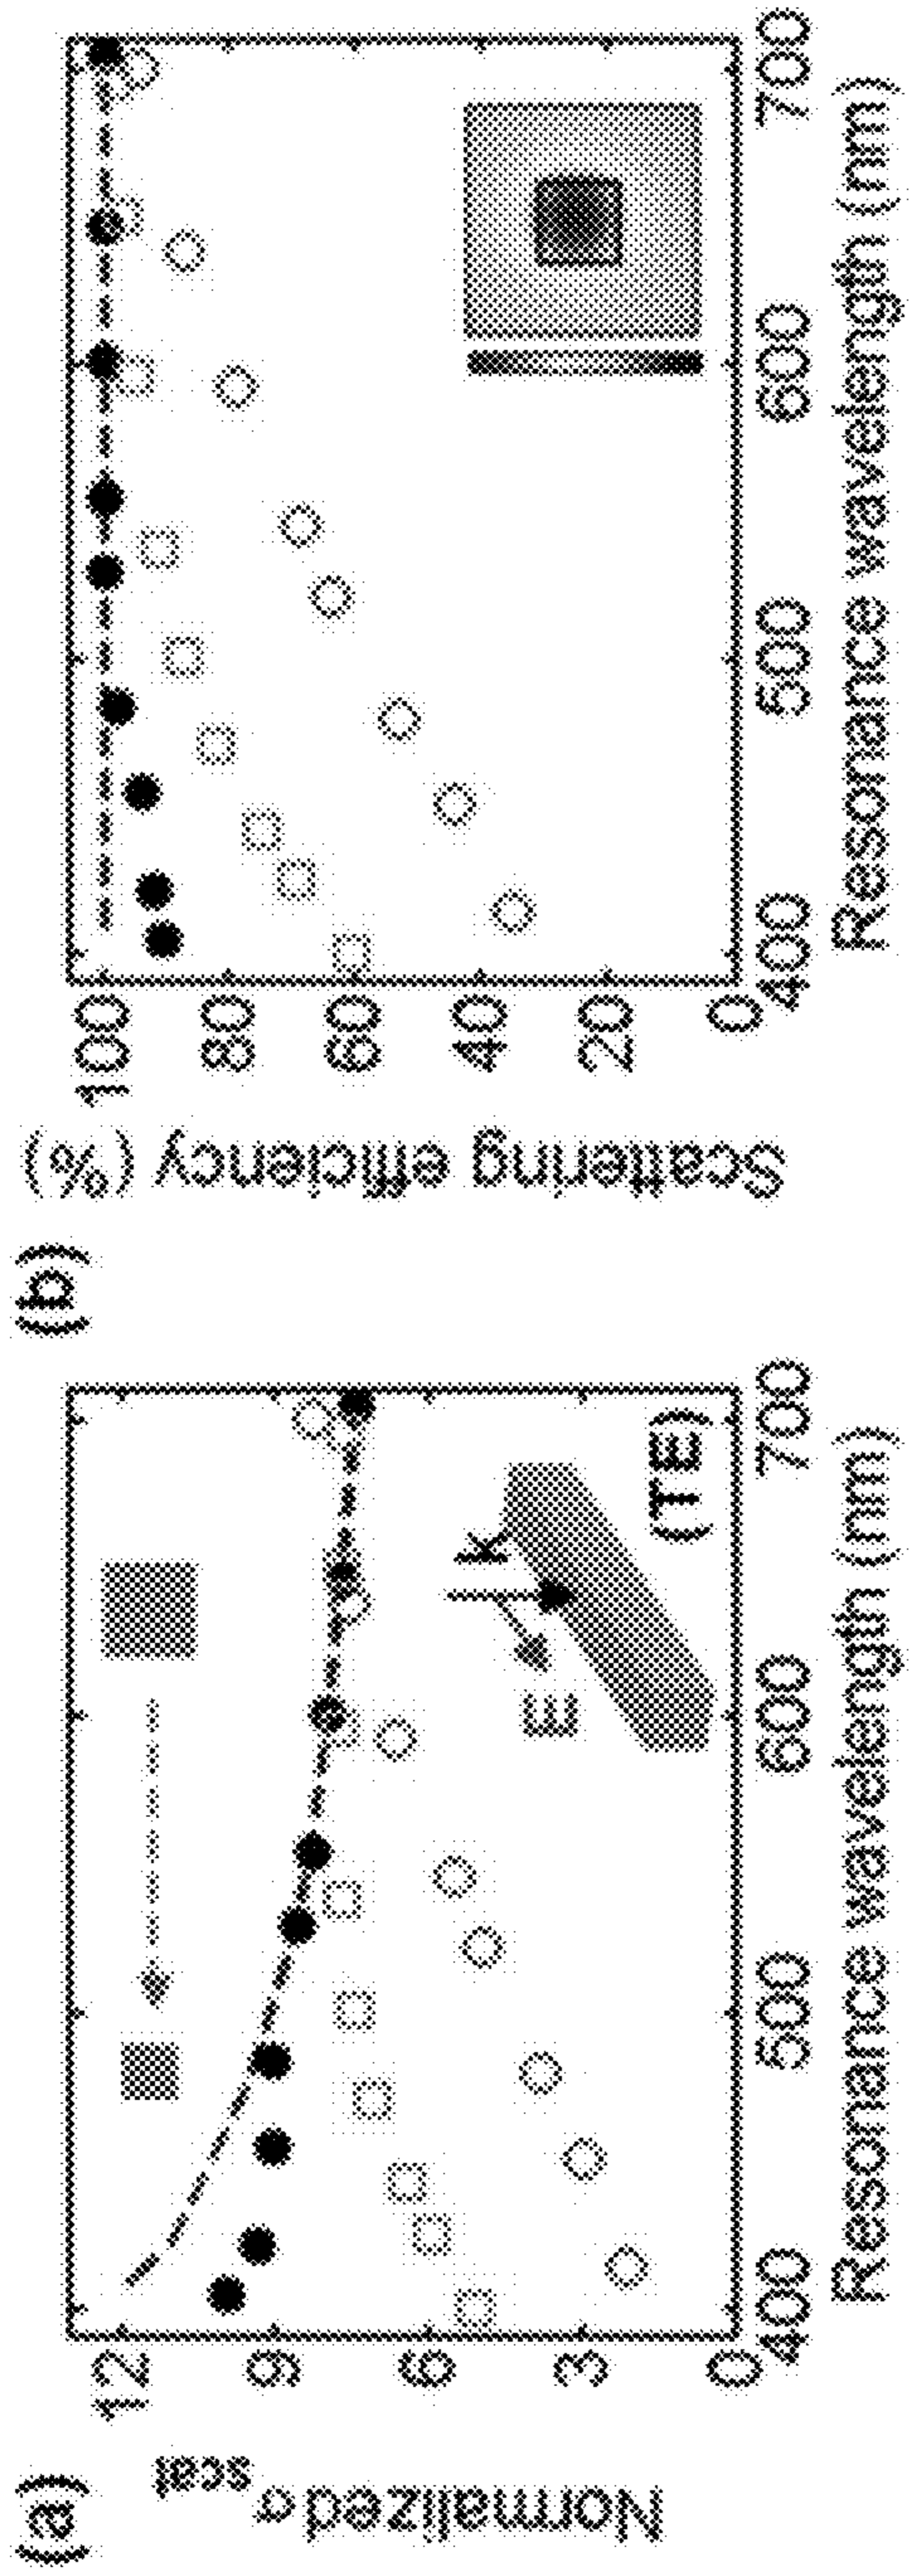 (a)
Normalized σ scat
12
9
6
3
0
400
500
600
700
Resonance wavelength (nm)
E
k
(TE)
(b)
Scattering efficiency (%)
100
80
60
40
20
0
400
500
600
700
Resonance wavelength (nm)